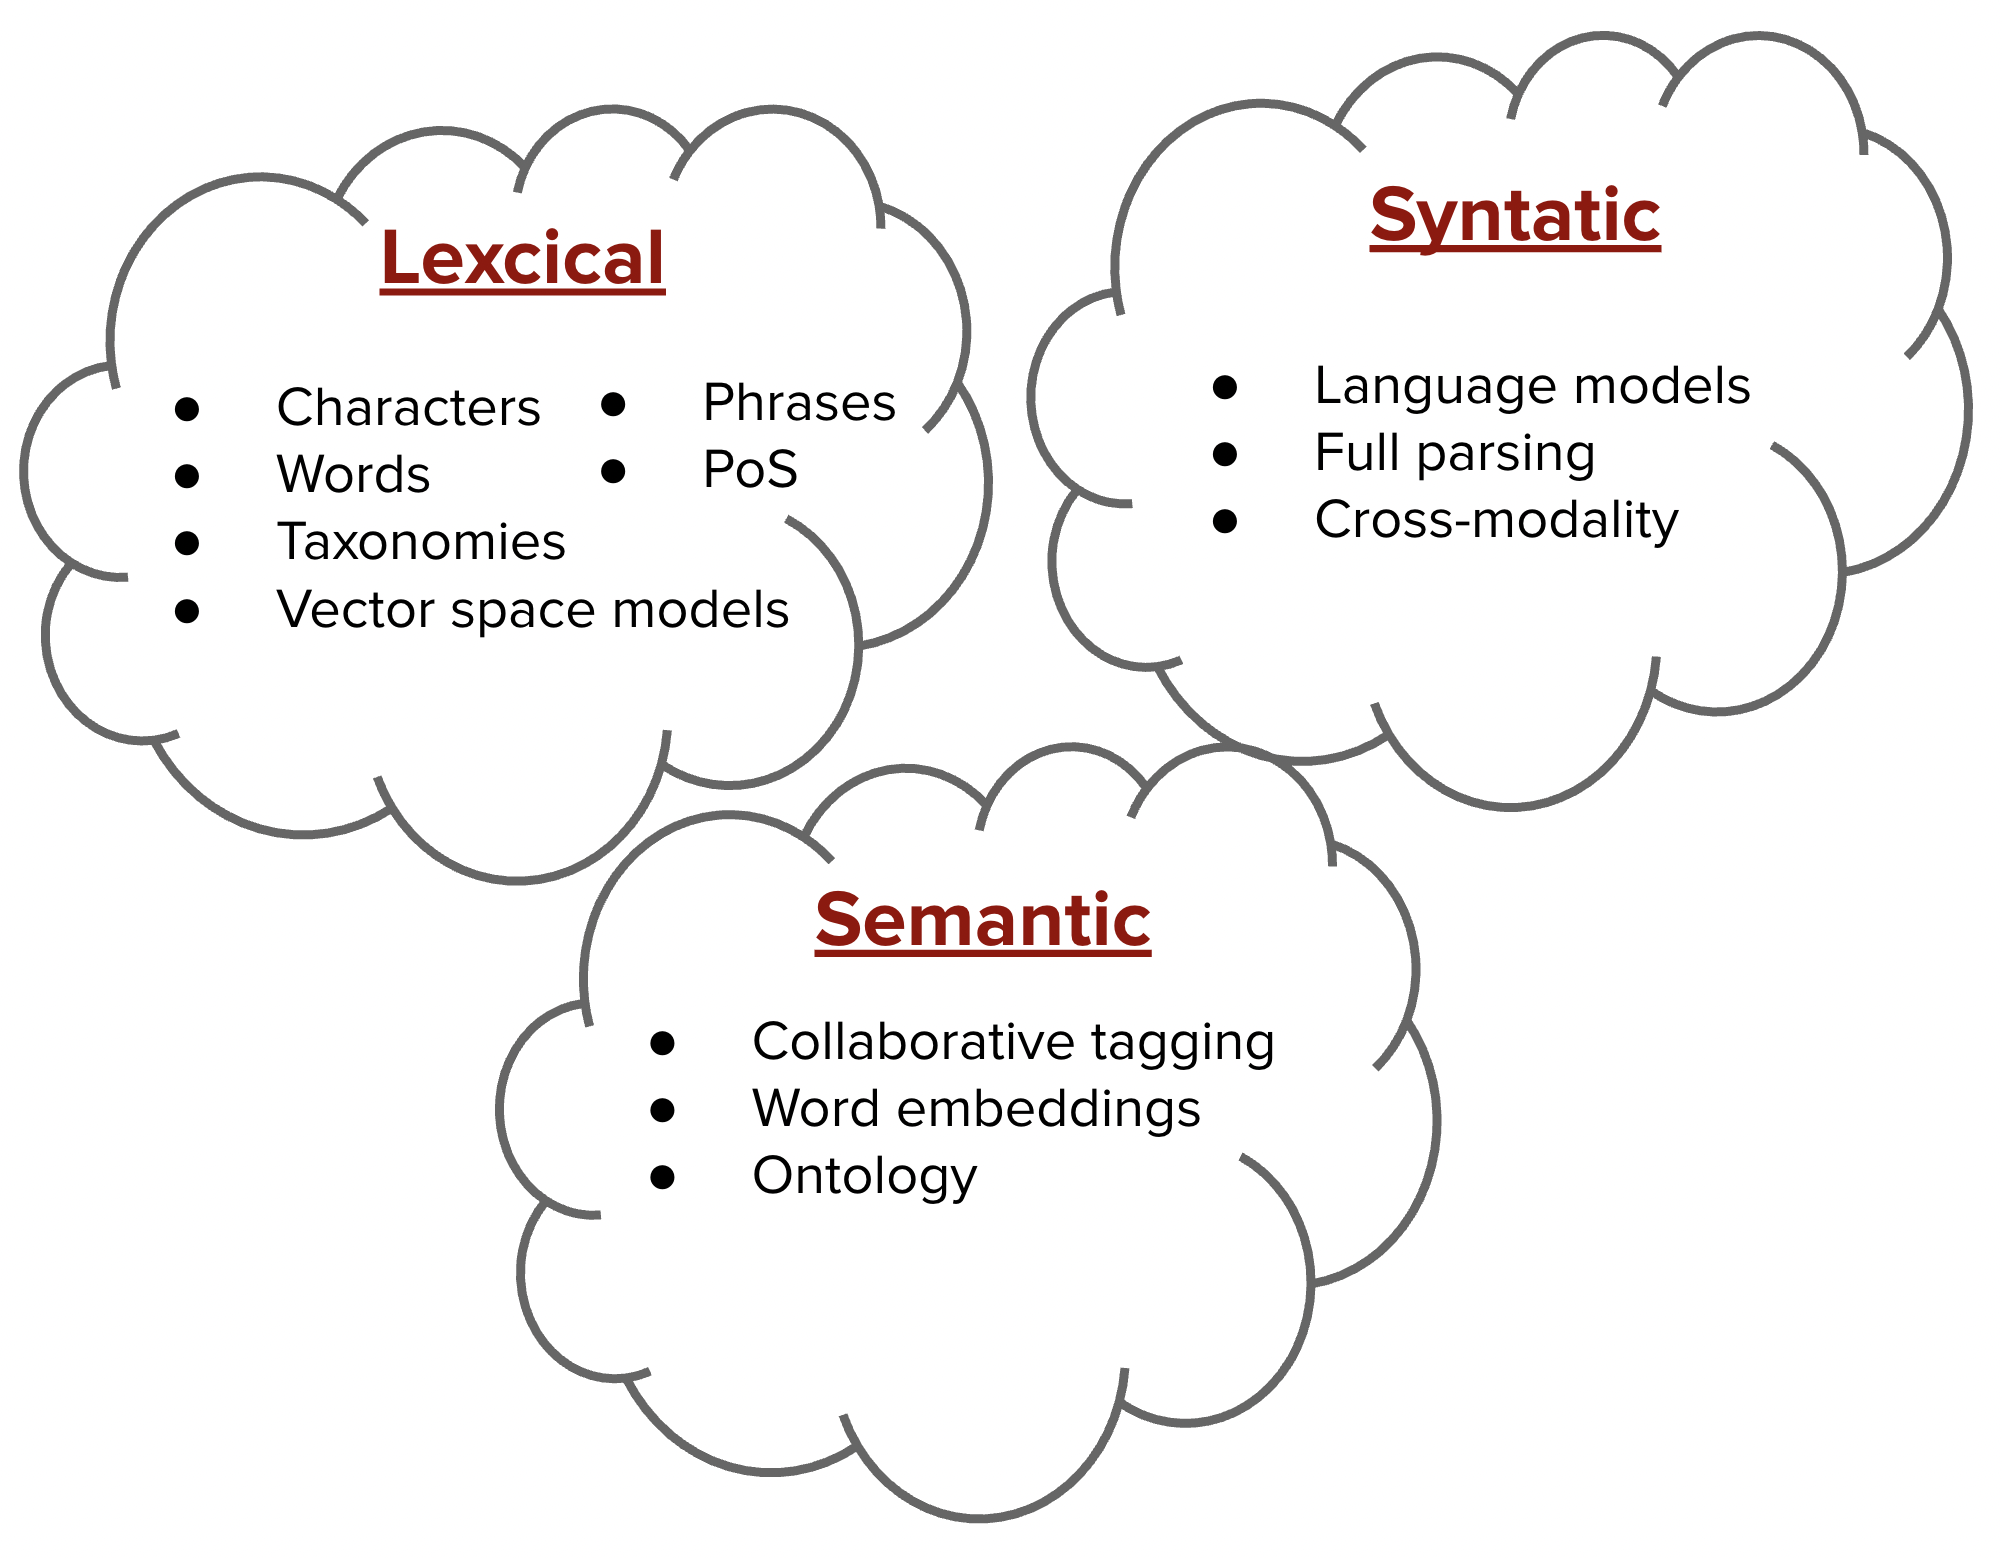 Lexcical
● Characters
● Words
● Taxonomies
● Vector space models
● Phrases
● PoS
Syntatic
● Language models
● Full parsing
● Cross-modality
Semantic
● Collaborative tagging
● Word embeddings
● Ontology